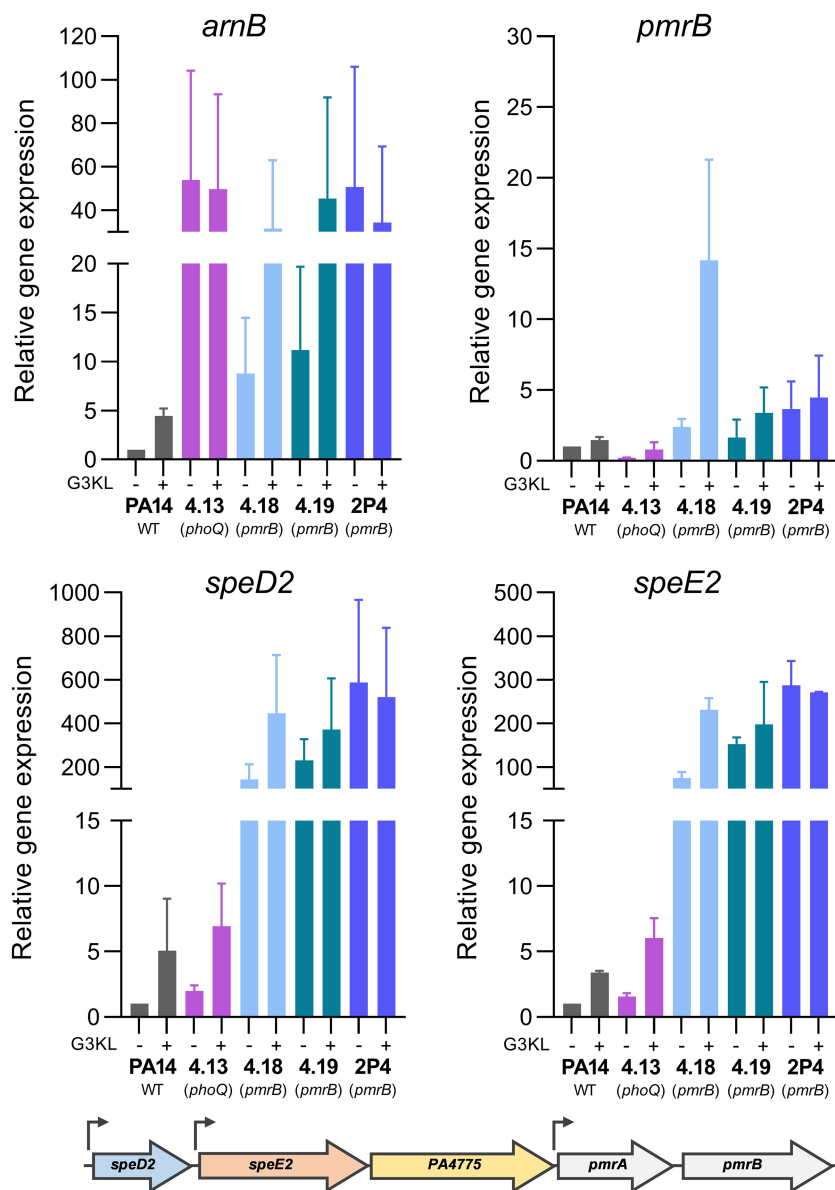 arnB
Relative gene expression
120
100
80
60
40
20
15
10
5
0
G3KL - + - + - + - + - +
PA14 4.13 4.18 4.19 2P4
WT (phoQ) (pmrB) (pmrB) (pmrB)
pmrB
Relative gene expression
30
25
20
15
10
5
0
G3KL - + - + - + - + - +
PA14 4.13 4.18 4.19 2P4
WT (phoQ) (pmrB) (pmrB) (pmrB)
speD2
Relative gene expression
1000
800
600
400
200
15
10
5
0
G3KL - + - + - + - + - +
PA14 4.13 4.18 4.19 2P4
WT (phoQ) (pmrB) (pmrB) (pmrB)
speE2
Relative gene expression
500
400
300
200
100
15
10
5
0
G3KL - + - + - + - + - +
PA14 4.13 4.18 4.19 2P4
WT (phoQ) (pmrB) (pmrB) (pmrB)
speD2 speE2 PA4775 pmrA pmrB